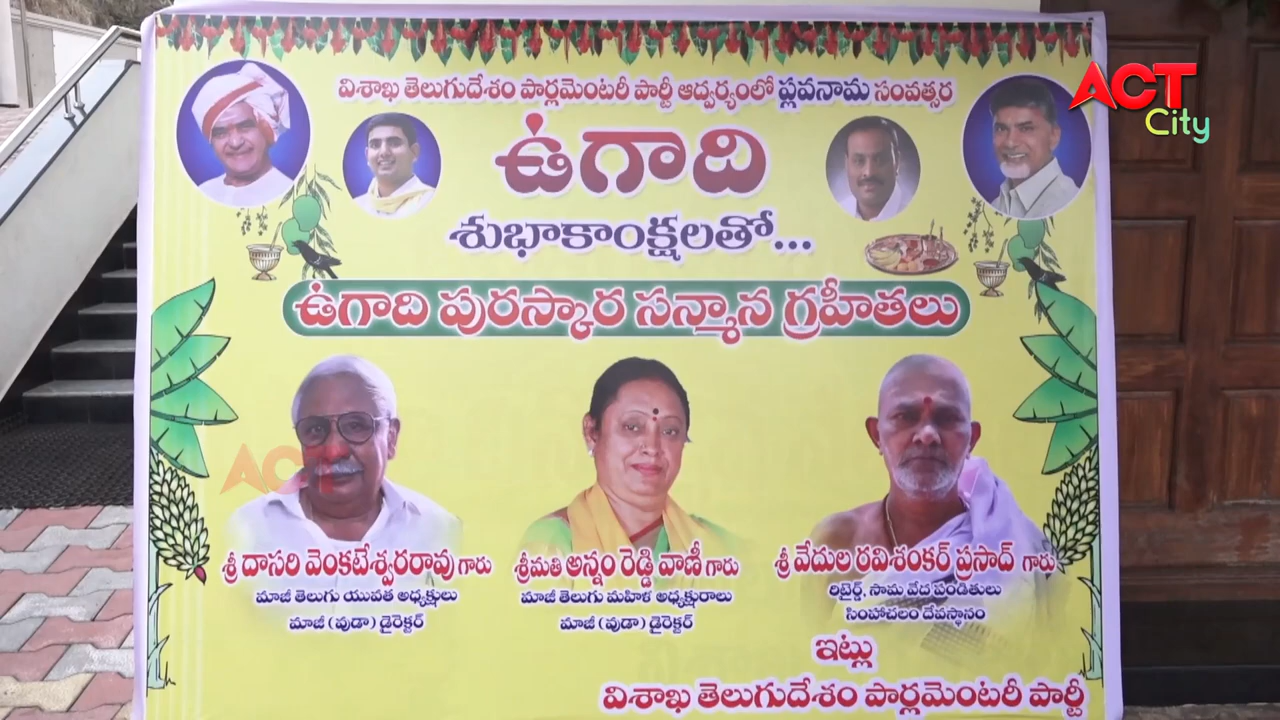 ACT
City
విశాఖ తెలుగుదేశం పార్లమెంటరీ పార్టీ ఆధ్వర్యంలో ప్లవనామ సంవత్సర
ఉగాది
శుభాకాంక్షలతో...
ఉగాది పురస్కార సన్మాన గ్రహీతలు
ACT
శ్రీ దాసరి వెంకటేశ్వరరావు గారు
మాజీ తెలుగు యువత అధ్యక్షులు
మాజీ (వుడా) డైరెక్టర్
శ్రీమతి అన్నం రెడ్డి వాణీ గారు
మాజీ తెలుగు మహిళ అధ్యక్షురాలు
మాజీ (వుడా) డైరెక్టర్
శ్రీ వేదుల రవిశంకర్ ప్రసాద్ గారు
రిటైర్డ్, సామ వేద పండితులు
సింహాచలం దేవస్థానం
ఇట్లు
విశాఖ తెలుగుదేశం పార్లమెంటరీ పార్టీ